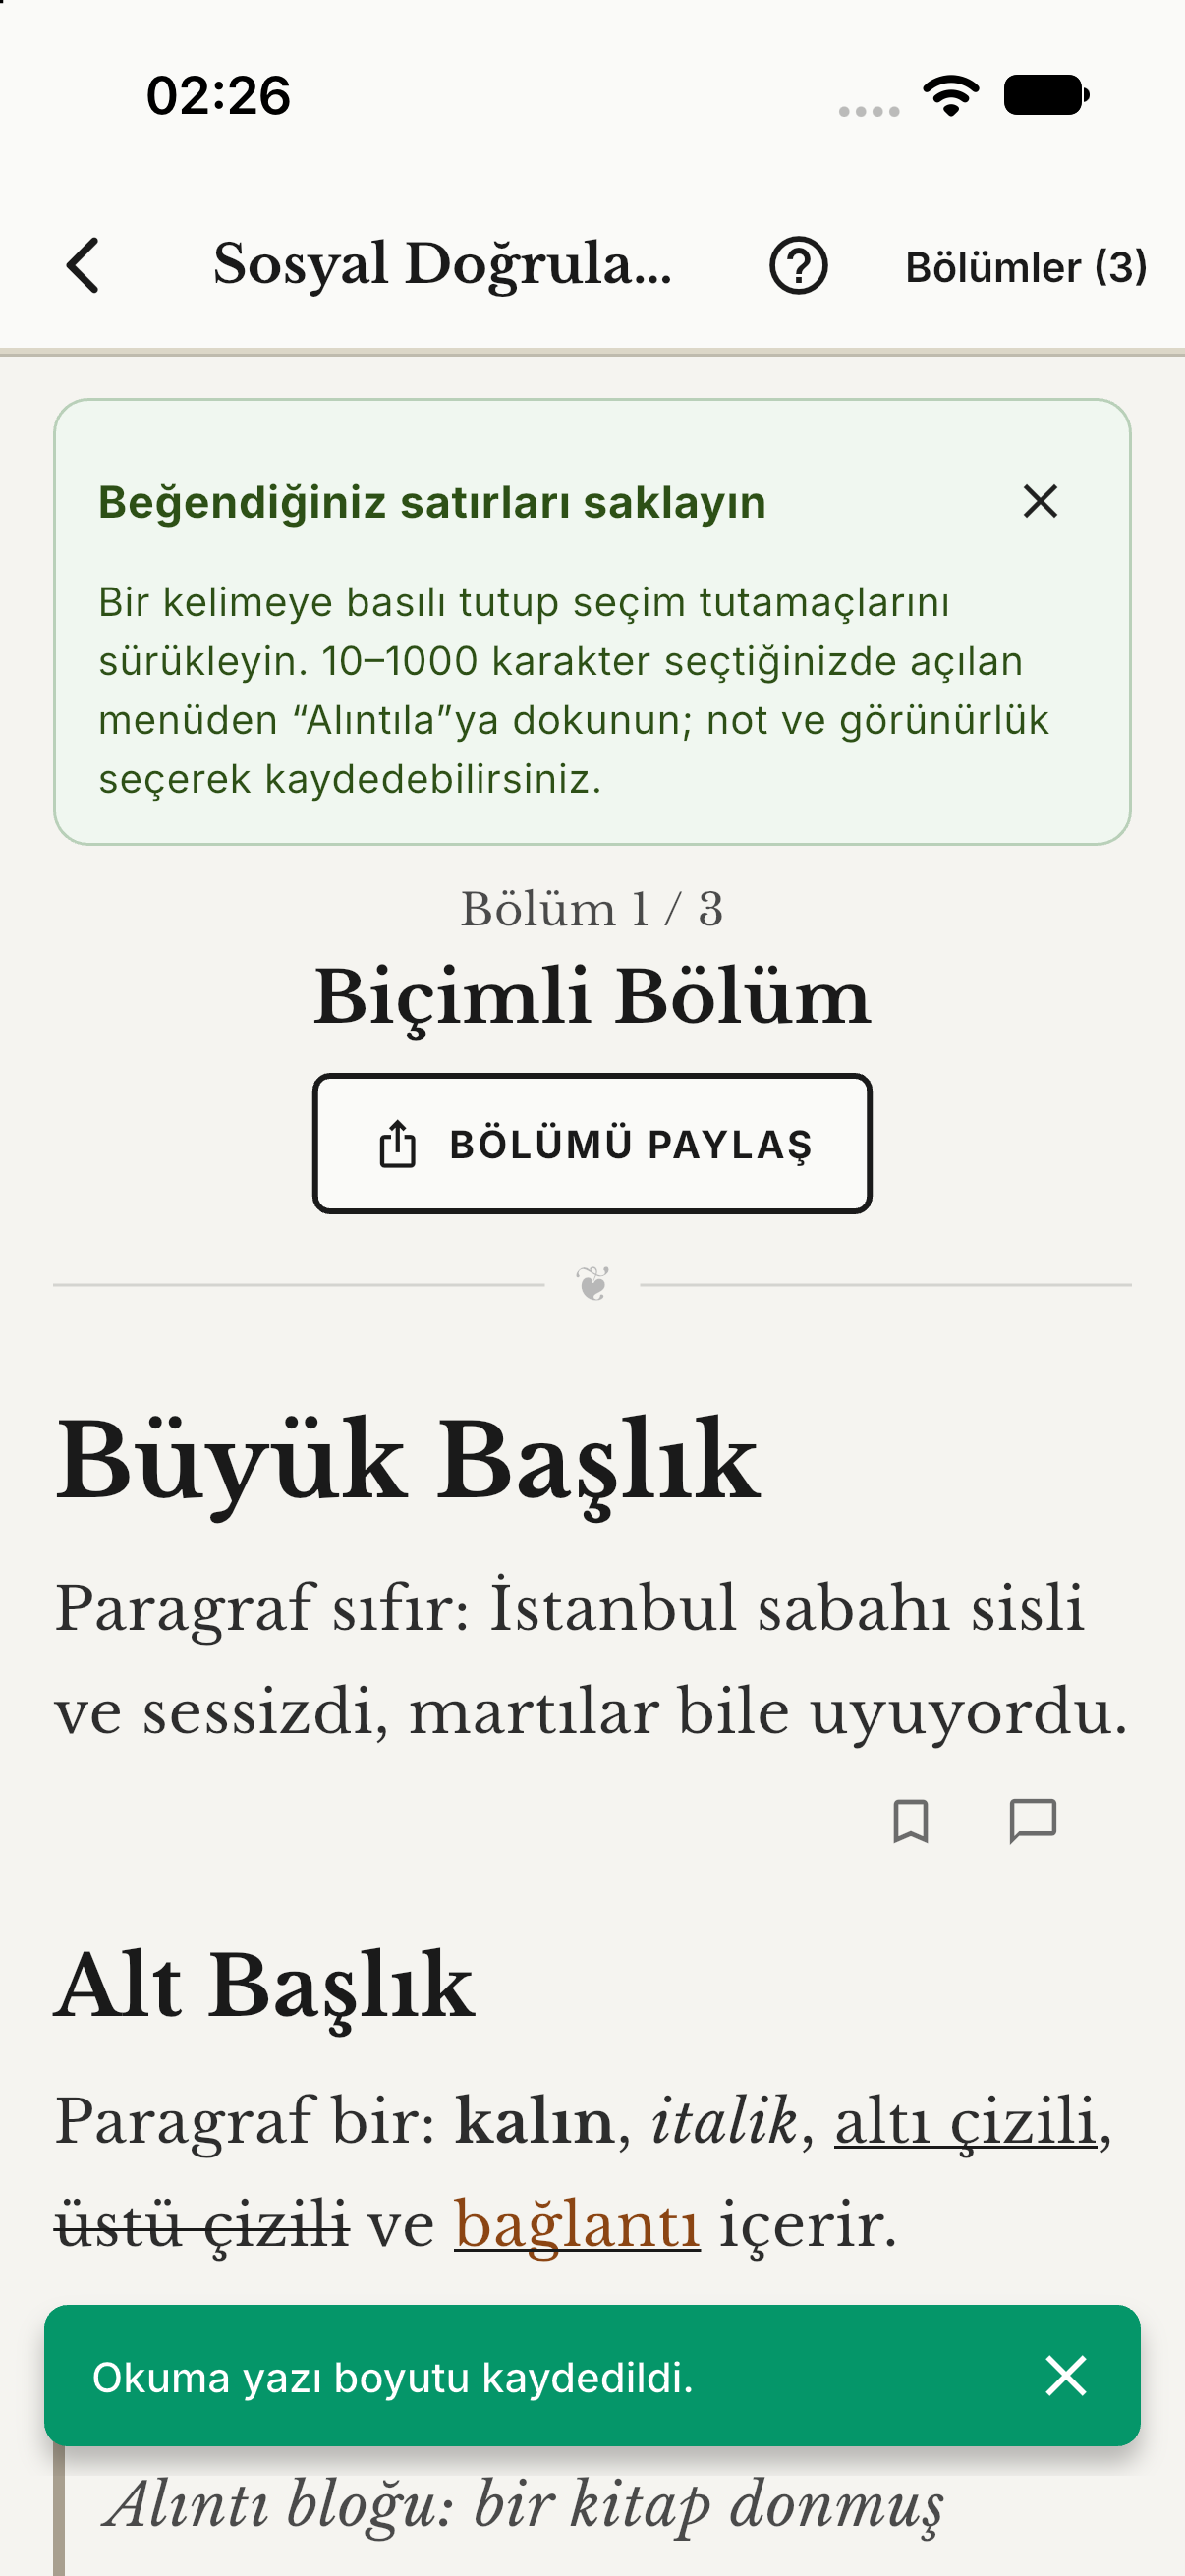 02:26
Sosyal Doğrula...
Bölümler (3)
Beğendiğiniz satırları saklayın
Bir kelimeye basılı tutup seçim tutamaçlarını
sürükleyin. 10–1000 karakter seçtiğinizde açılan
menüden “Alıntıla”ya dokunun; not ve görünürlük
seçerek kaydedebilirsiniz.
Bölüm 1 / 3
Biçimli Bölüm
BÖLÜMÜ PAYLAŞ
Büyük Başlık
Paragraf sıfır: İstanbul sabahı sisli
ve sessizdi, martılar bile uyuyordu.
Alt Başlık
Paragraf bir: kalın, italik, altı çizili,
üstü çizili ve bağlantı içerir.
Okuma yazı boyutu kaydedildi.
Alıntı bloğu: bir kitap donmuş